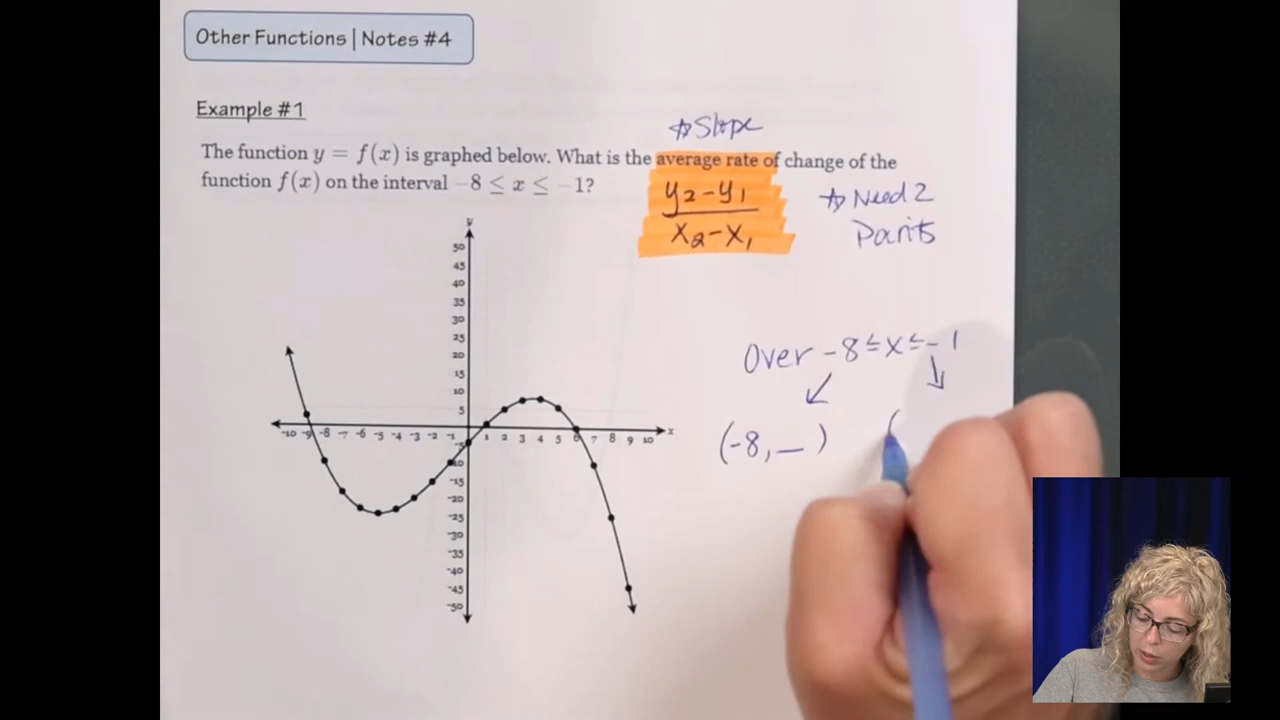 Other Functions | Notes #4
Example #1
☆ Slope
The function y = f(x) is graphed below. What is the average rate of change of the
function f(x) on the interval −8 ≤ x ≤ −1?
y₂-y₁
x₂-x₁
☆ Need 2
Points
y
50
45
40
35
30
25
20
15
10
5
-10 -9 -8 -7 -6 -5 -4 -3 -2 -1 1 2 3 4 5 6 7 8 9 10 x
-5
-10
-15
-20
-25
-30
-35
-40
-45
-50
Over -8≤x≤-1
(-8,_) (